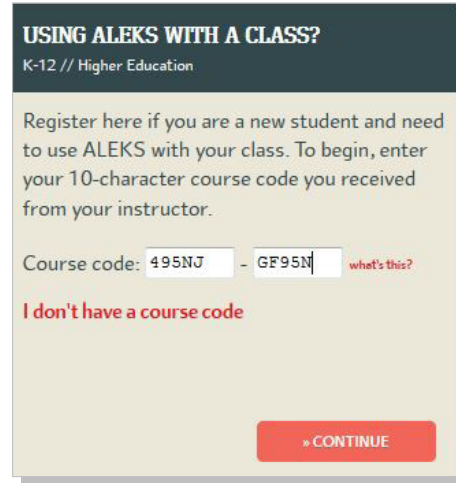 USING ALEKS WITH A CLASS?
K-12 // Higher Education
Register here if you are a new student and need
to use ALEKS with your class. To begin, enter
your 10-character course code you received
from your instructor.
Course code: 495NJ - GF95N what's this?
I don't have a course code
» CONTINUE